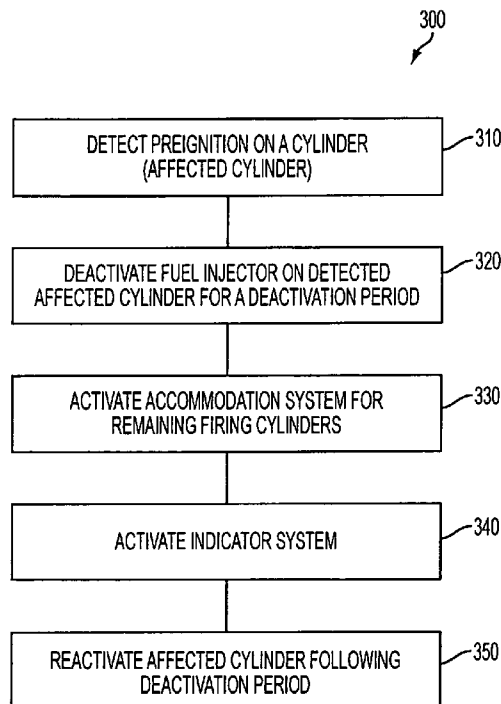 300
DETECT PREIGNITION ON A CYLINDER
(AFFECTED CYLINDER)
310
DEACTIVATE FUEL INJECTOR ON DETECTED
AFFECTED CYLINDER FOR A DEACTIVATION PERIOD
320
ACTIVATE ACCOMMODATION SYSTEM FOR
REMAINING FIRING CYLINDERS
330
ACTIVATE INDICATOR SYSTEM
340
REACTIVATE AFFECTED CYLINDER FOLLOWING
DEACTIVATION PERIOD
350